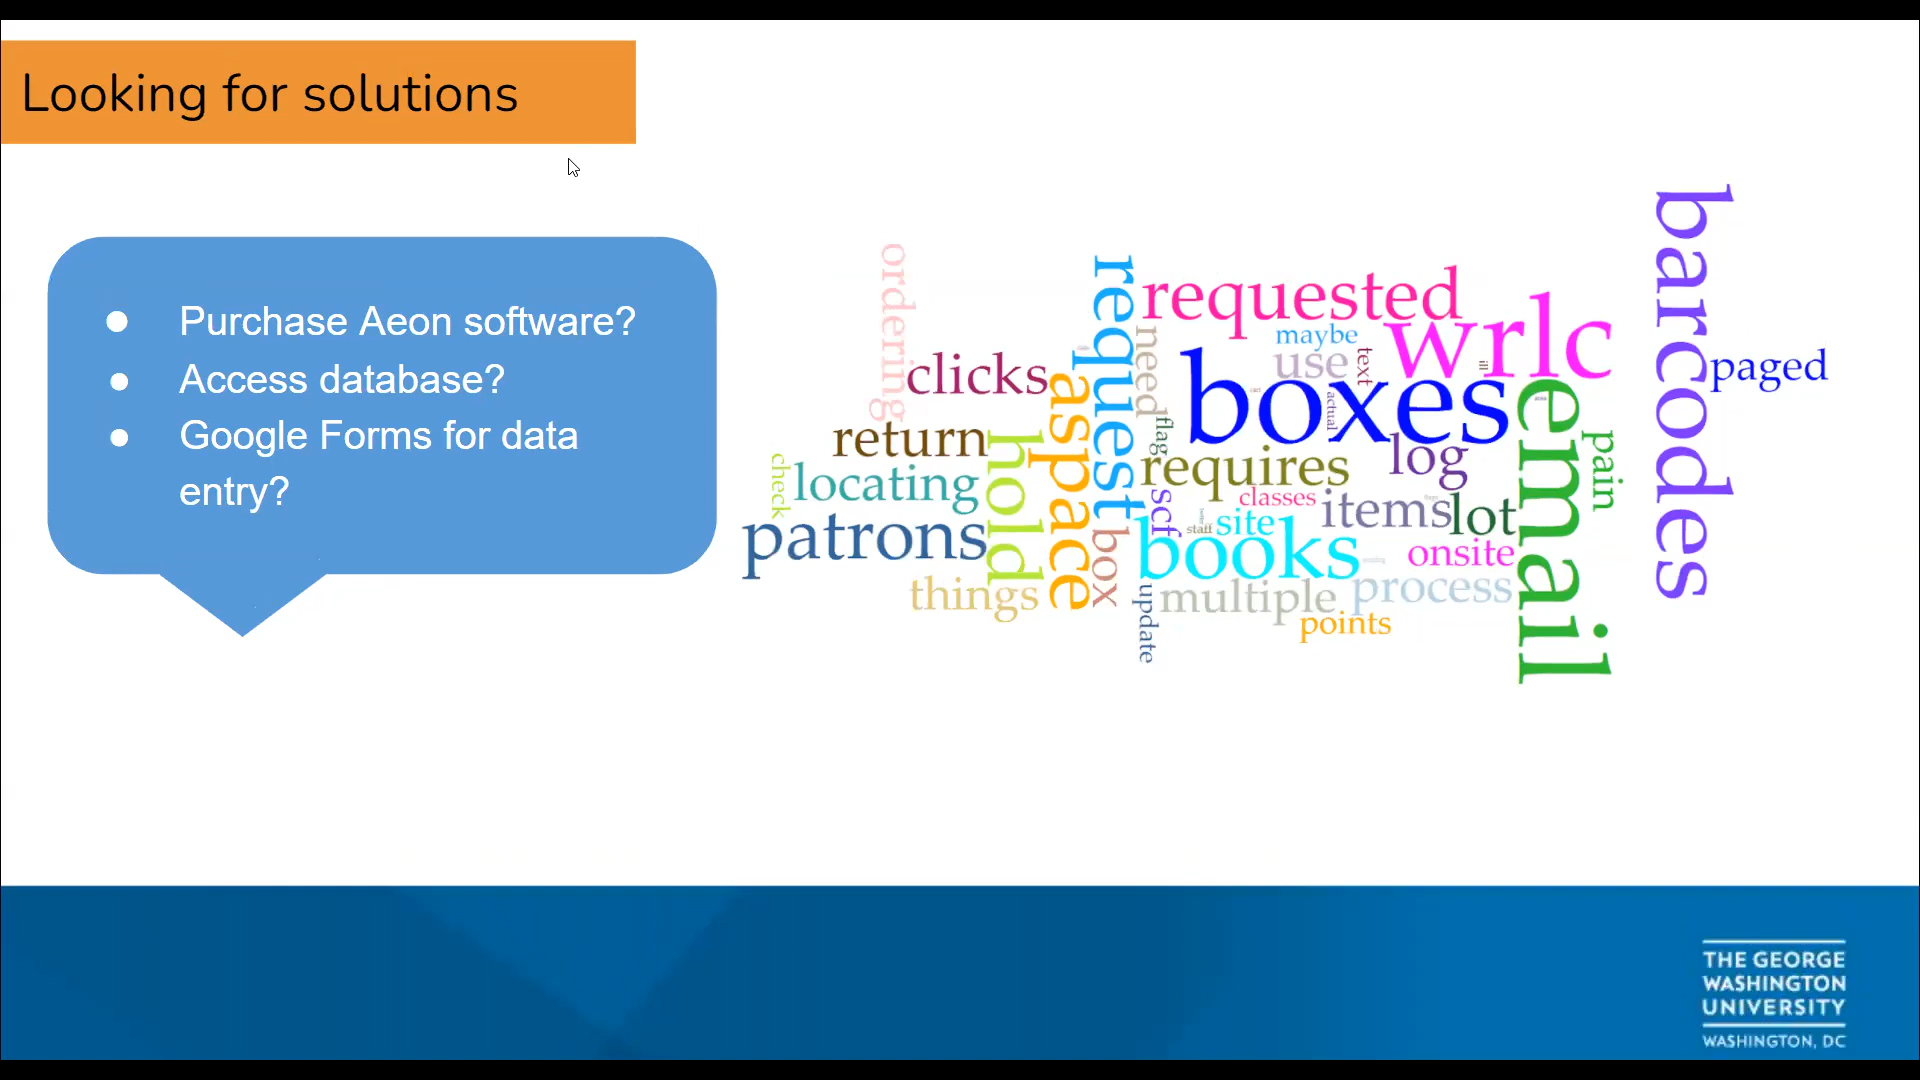 Looking for solutions
● Purchase Aeon software?
● Access database?
● Google Forms for data
entry?
ordering
clicks
return
locating
check
patrons
things
hold
aspace
request
need
requested
maybe
use
text
wrlc
ill
boxes
actual
flag
requires
log
email
pain
barcodes
paged
scf
classes
items
lot
staff
site
books
onsite
box
update
multiple
process
points
THE GEORGE
WASHINGTON
UNIVERSITY
WASHINGTON, DC